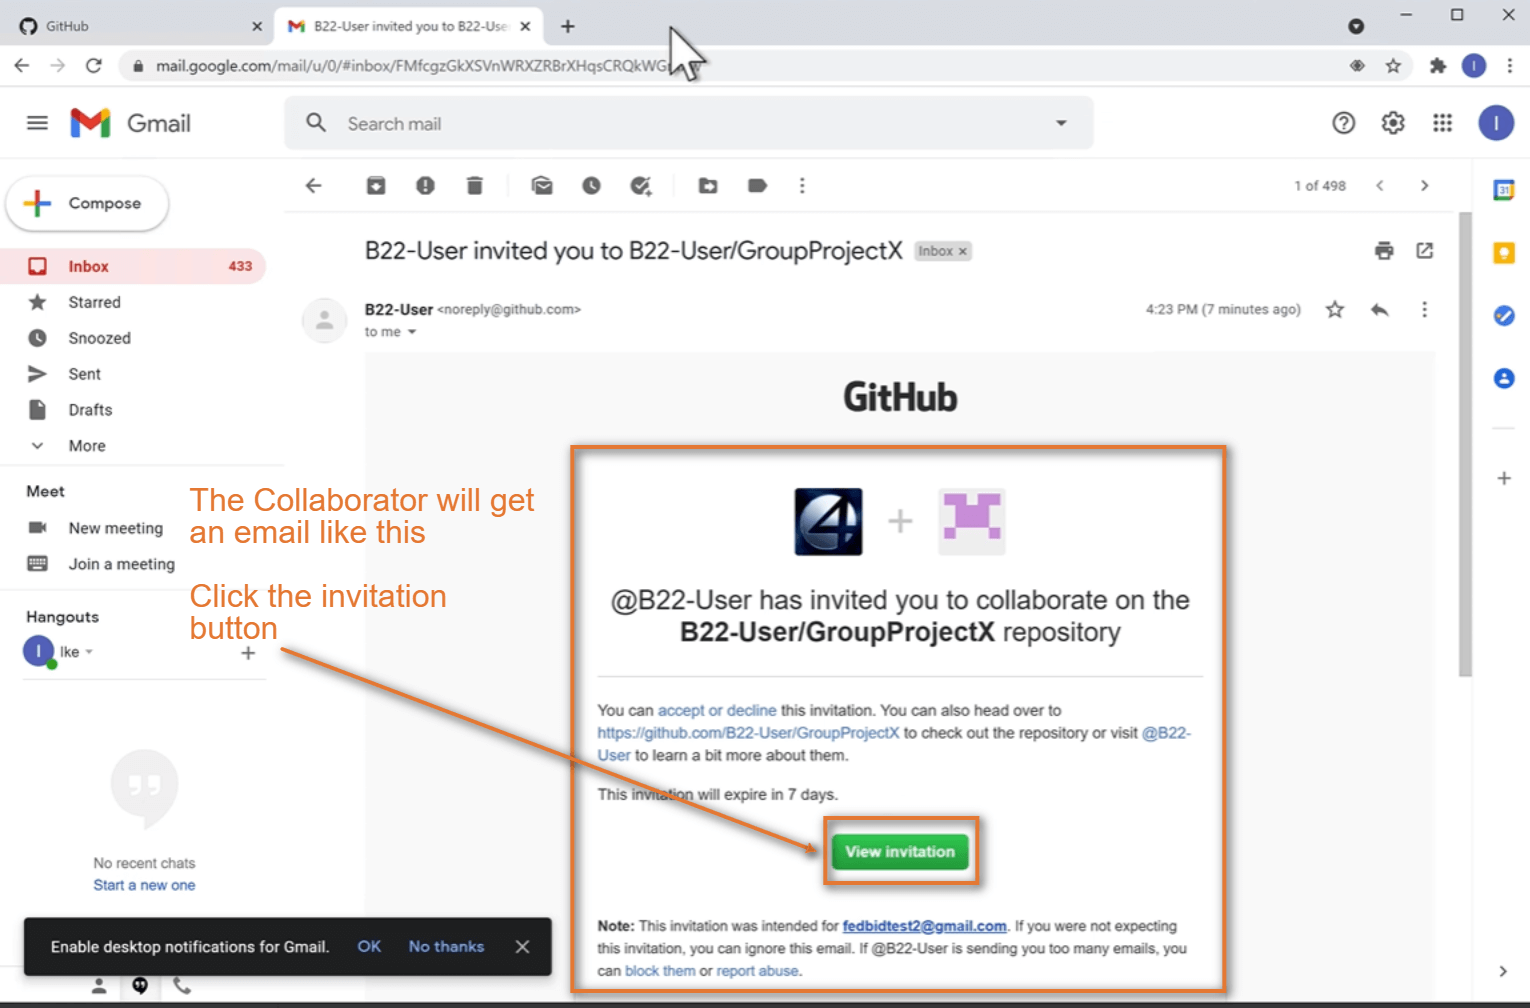 GitHub
B22-User invited you to B22-Use
mail.google.com/mail/u/0/#inbox/FMfcgzGkXSVnWRXZRBrXHqsCRQkWG
I
Gmail
Search mail
I
Compose
1 of 498
31
B22-User invited you to B22-User/GroupProjectX
Inbox ×
Inbox
433
Starred
Snoozed
Sent
Drafts
More
B22-User <noreply@github.com>
4:23 PM (7 minutes ago)
to me
GitHub
Meet
New meeting
Join a meeting
The Collaborator will get
an email like this
Click the invitation
button
Hangouts
I
Ike
4
+
@B22-User has invited you to collaborate on the
B22-User/GroupProjectX repository
You can accept or decline this invitation. You can also head over to
https://github.com/B22-User/GroupProjectX to check out the repository or visit @B22-
User to learn a bit more about them.
This invitation will expire in 7 days.
View invitation
No recent chats
Start a new one
Note: This invitation was intended for fedbidtest2@gmail.com. If you were not expecting
this invitation, you can ignore this email. If @B22-User is sending you too many emails, you
can block them or report abuse.
Enable desktop notifications for Gmail.
OK
No thanks